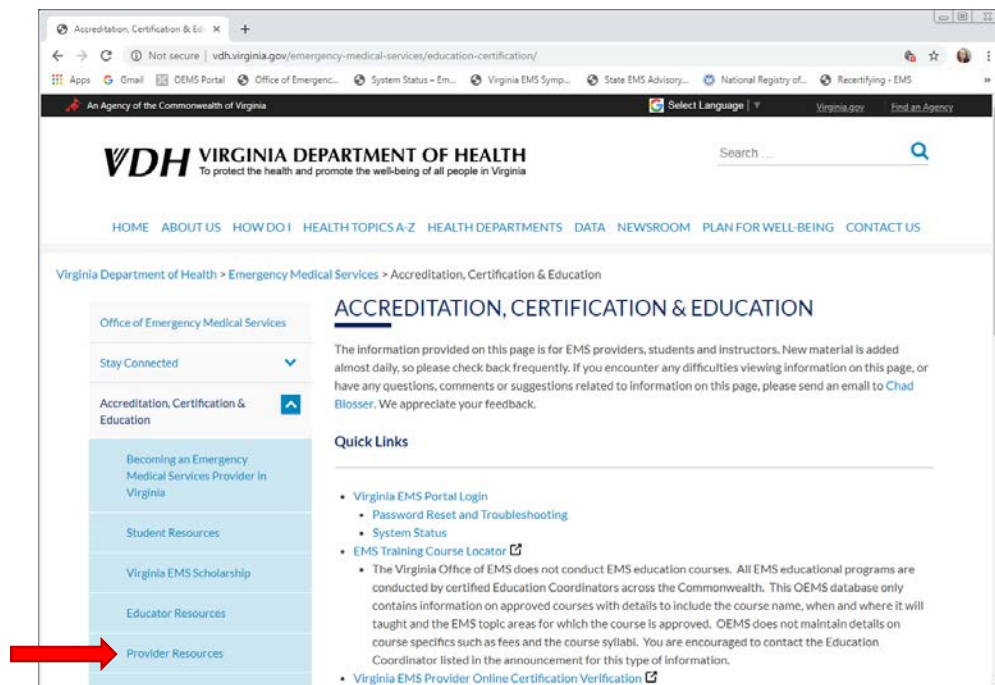 Accreditation, Certification & Ed
Not secure | vdh.virginia.gov/emergency-medical-services/education-certification/
Apps Gmail OEMS Portal Office of Emergenc... System Status – Em... Virginia EMS Symp... State EMS Advisory... National Registry of... Recertifying - EMS
An Agency of the Commonwealth of Virginia Select Language Virginia.gov Find an Agency
VDH VIRGINIA DEPARTMENT OF HEALTH
To protect the health and promote the well-being of all people in Virginia
Search ...
HOME ABOUT US HOW DO I HEALTH TOPICS A-Z HEALTH DEPARTMENTS DATA NEWSROOM PLAN FOR WELL-BEING CONTACT US
Virginia Department of Health > Emergency Medical Services > Accreditation, Certification & Education
Office of Emergency Medical Services
Stay Connected
Accreditation, Certification &
Education
Becoming an Emergency
Medical Services Provider in
Virginia
Student Resources
Virginia EMS Scholarship
Educator Resources
Provider Resources
ACCREDITATION, CERTIFICATION & EDUCATION
The information provided on this page is for EMS providers, students and instructors. New material is added
almost daily, so please check back frequently. If you encounter any difficulties viewing information on this page, or
have any questions, comments or suggestions related to information on this page, please send an email to Chad
Blosser. We appreciate your feedback.
Quick Links
• Virginia EMS Portal Login
• Password Reset and Troubleshooting
• System Status
• EMS Training Course Locator
• The Virginia Office of EMS does not conduct EMS education courses. All EMS educational programs are
conducted by certified Education Coordinators across the Commonwealth. This OEMS database only
contains information on approved courses with details to include the course name, when and where it will
taught and the EMS topic areas for which the course is approved. OEMS does not maintain details on
course specifics such as fees and the course syllabi. You are encouraged to contact the Education
Coordinator listed in the announcement for this type of information.
• Virginia EMS Provider Online Certification Verification